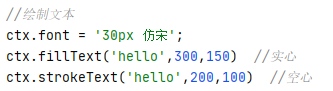 //绘制文本
ctx.font = '30px 仿宋';
ctx.fillText('hello',300,150)  //实心
ctx.strokeText('hello',200,100)  //空心